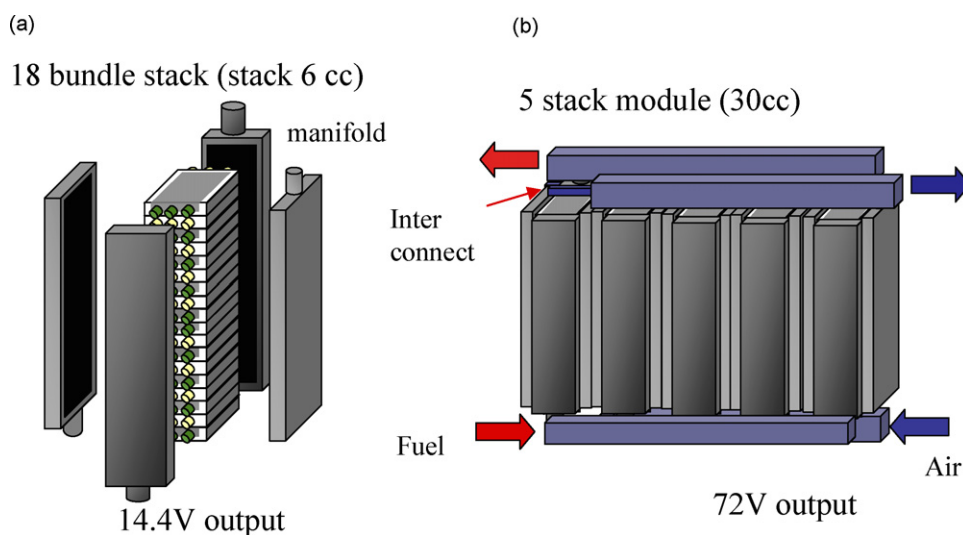 (a)
18 bundle stack (stack 6 cc)
manifold
14.4V output
(b)
5 stack module (30cc)
Inter
connect
Fuel
Air
72V output